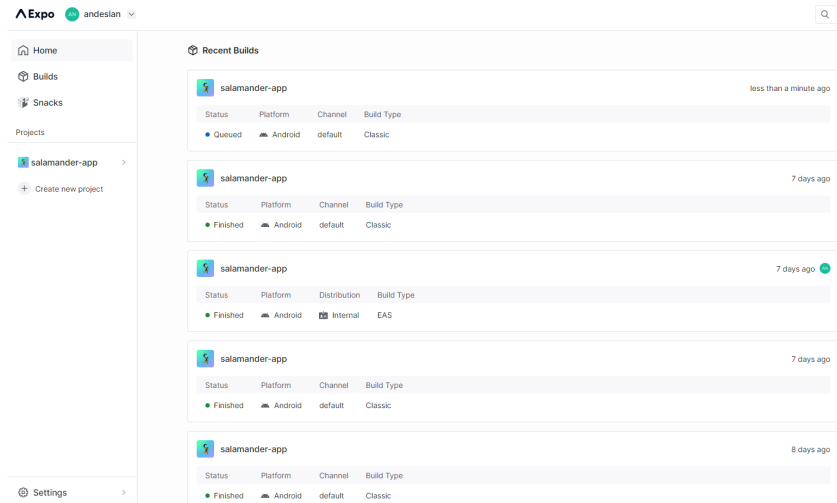 Expo
AN andeslan
Home
Builds
Snacks
Projects
salamander-app
Create new project
Settings
Recent Builds
salamander-app less than a minute ago
Status Platform Channel Build Type
Queued Android default Classic
salamander-app 7 days ago
Status Platform Channel Build Type
Finished Android default Classic
salamander-app 7 days ago AN
Status Platform Distribution Build Type
Finished Android Internal EAS
salamander-app 7 days ago
Status Platform Channel Build Type
Finished Android default Classic
salamander-app 8 days ago
Status Platform Channel Build Type
Finished Android default Classic